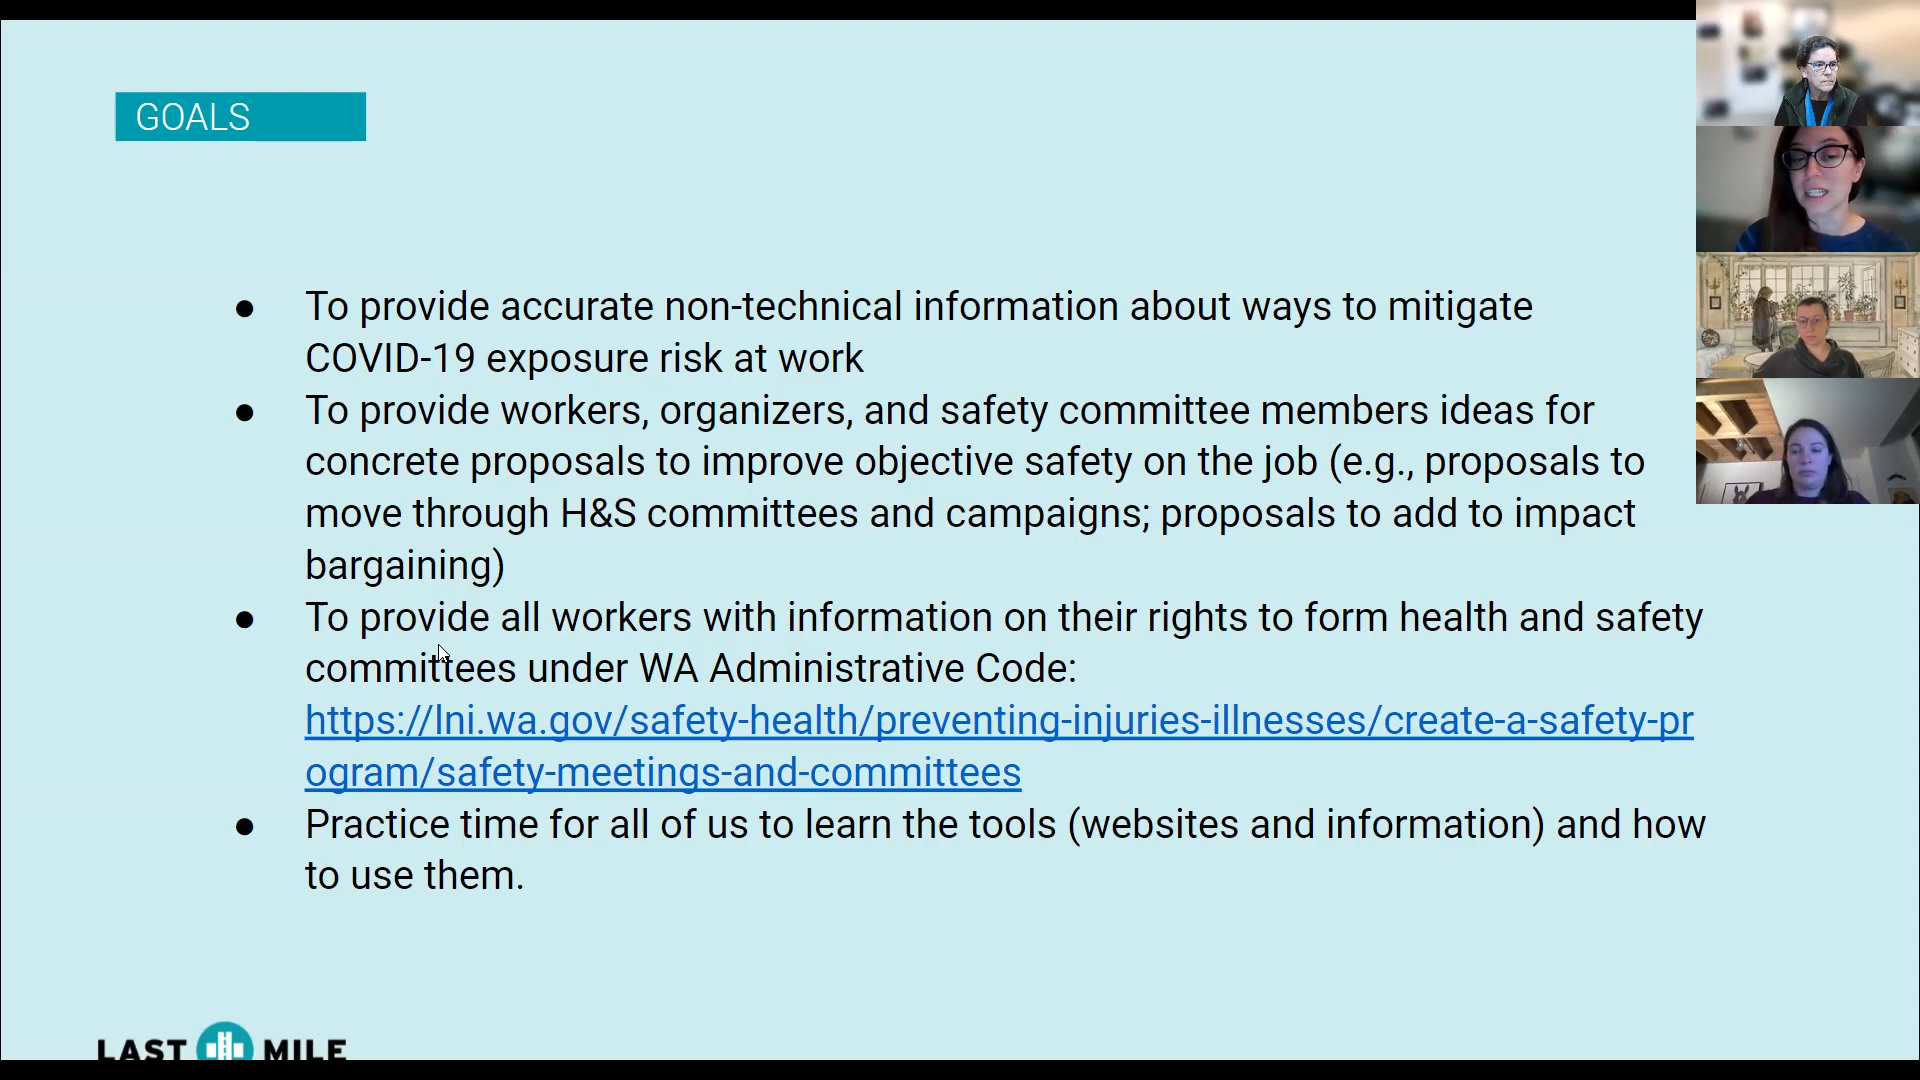 GOALS
● To provide accurate non-technical information about ways to mitigate
COVID-19 exposure risk at work
● To provide workers, organizers, and safety committee members ideas for
concrete proposals to improve objective safety on the job (e.g., proposals to
move through H&S committees and campaigns; proposals to add to impact
bargaining)
● To provide all workers with information on their rights to form health and safety
committees under WA Administrative Code:
https://lni.wa.gov/safety-health/preventing-injuries-illnesses/create-a-safety-pr
ogram/safety-meetings-and-committees
● Practice time for all of us to learn the tools (websites and information) and how
to use them.
LAST MILE